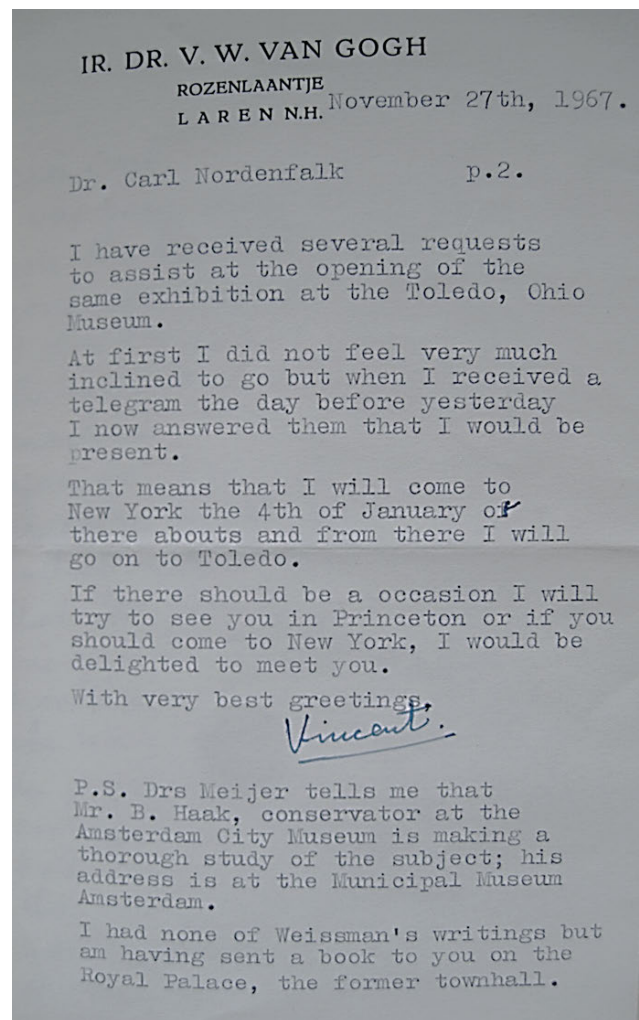 IR. DR. V. W. VAN GOGH
ROZENLAANTJE
LAREN N.H.
November 27th, 1967.
Dr. Carl Nordenfalk p.2.
I have received several requests
to assist at the opening of the
same exhibition at the Toledo, Ohio
Museum.
At first I did not feel very much
inclined to go but when I received a
telegram the day before yesterday
I now answered them that I would be
present.
That means that I will come to
New York the 4th of January or
there abouts and from there I will
go on to Toledo.
If there should be a occasion I will
try to see you in Princeton or if you
should come to New York, I would be
delighted to meet you.
With very best greetings,
Vincent.
P.S. Drs Meijer tells me that
Mr. B. Haak, conservator at the
Amsterdam City Museum is making a
thorough study of the subject; his
address is at the Municipal Museum
Amsterdam.
I had none of Weissman's writings but
am having sent a book to you on the
Royal Palace, the former townhall.